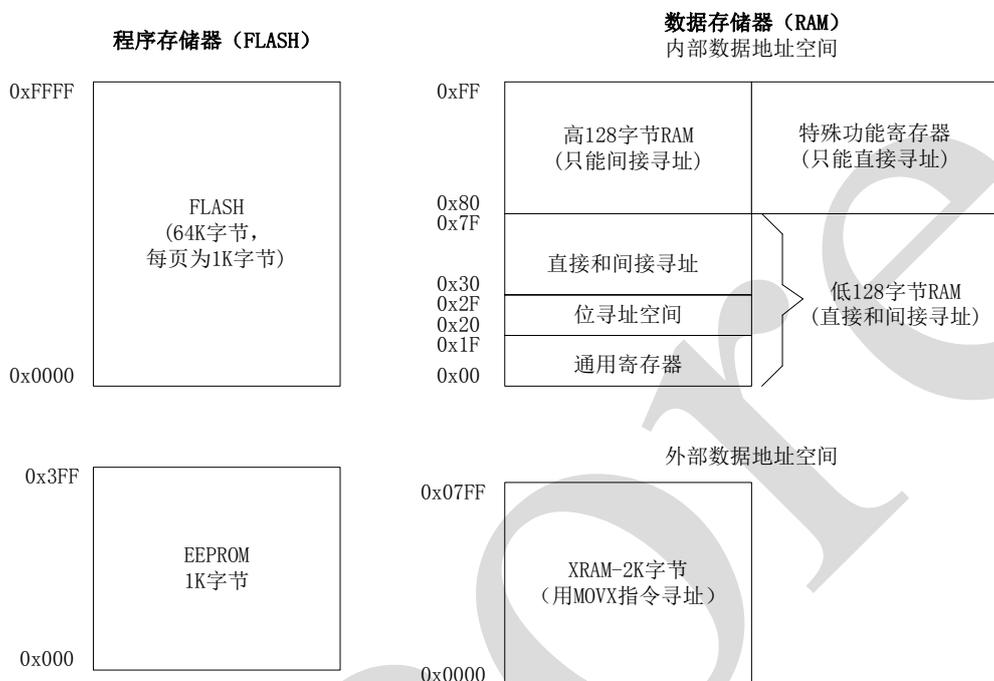 程序存储器（FLASH）
0xFFFF
FLASH
(64K字节，
每页为1K字节)
0x0000
0x3FF
EEPROM
1K字节
0x000
数据存储器（RAM）
内部数据地址空间
0xFF
高128字节RAM
(只能间接寻址)
特殊功能寄存器
(只能直接寻址)
0x80
0x7F
直接和间接寻址
0x30
0x2F
位寻址空间
0x20
0x1F
通用寄存器
0x00
低128字节RAM
(直接和间接寻址)
外部数据地址空间
0x07FF
XRAM-2K字节
（用MOVX指令寻址）
0x0000
ore